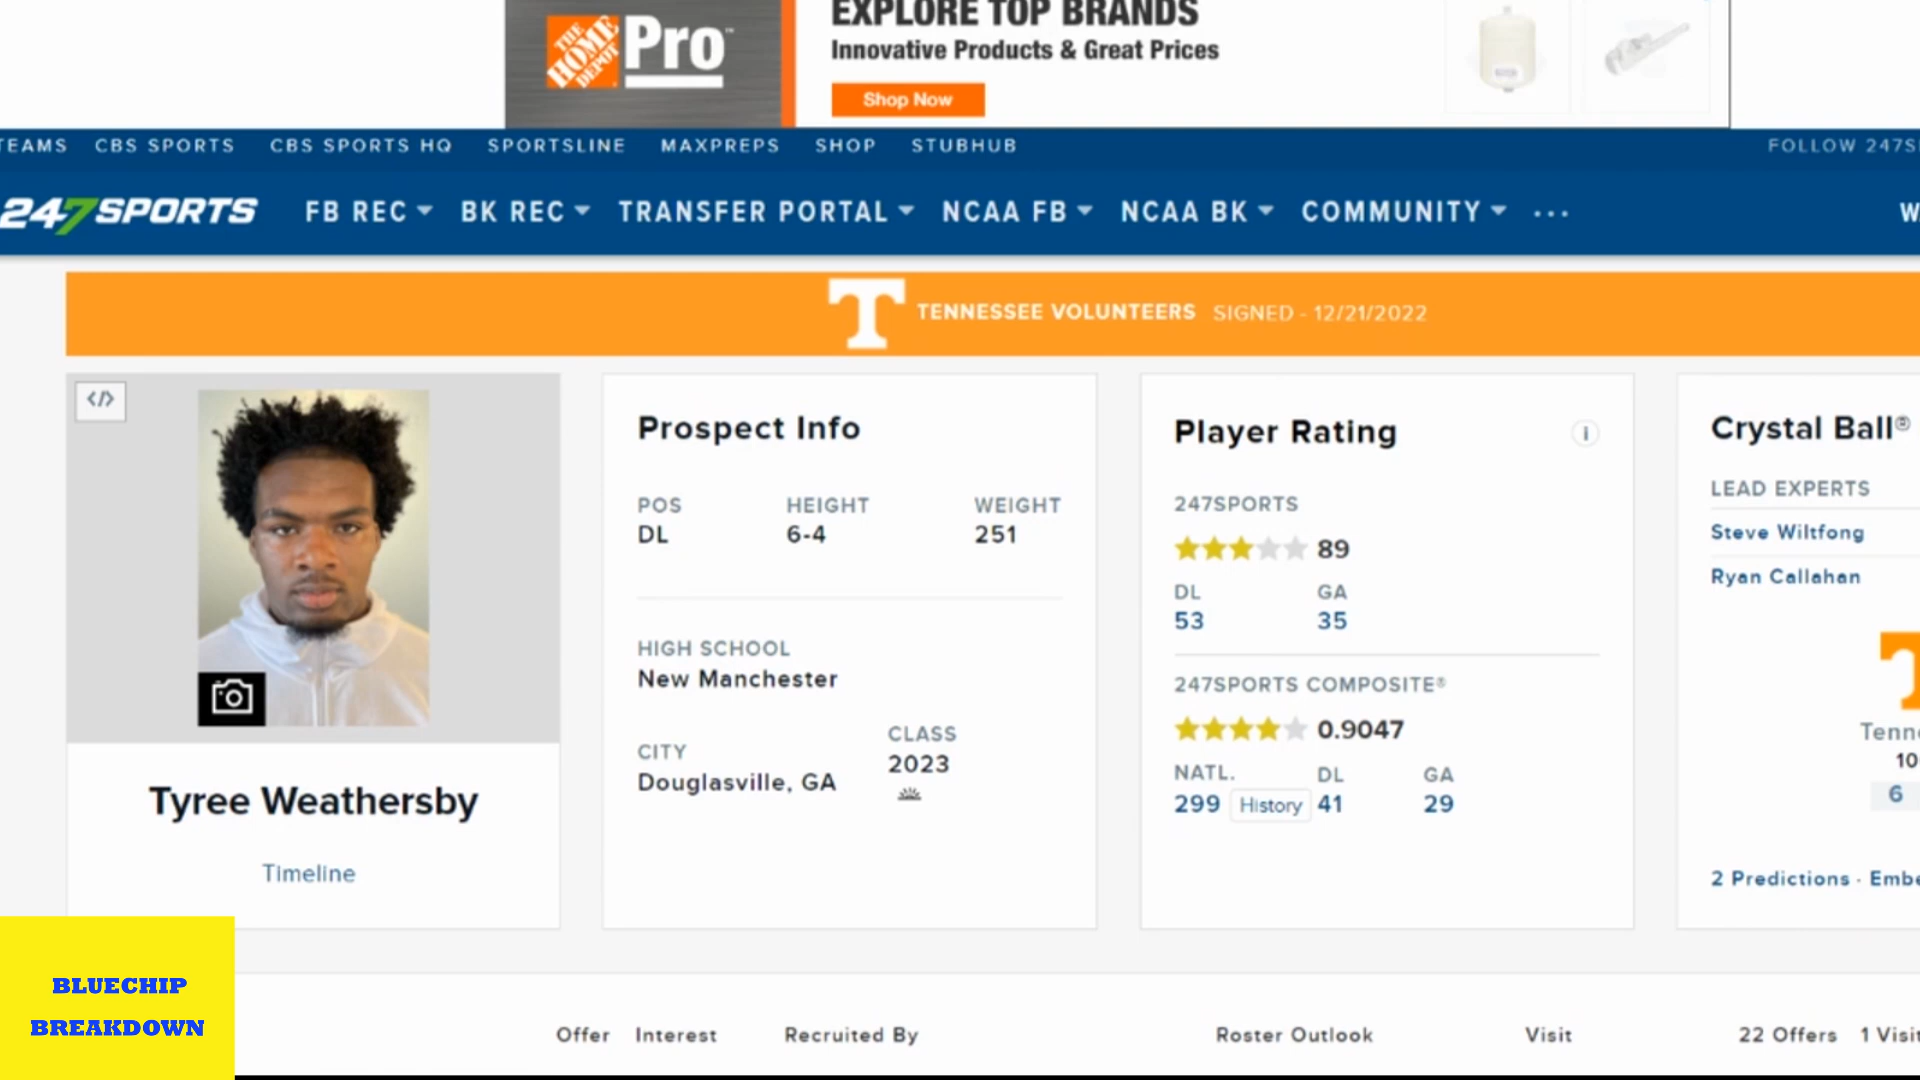 EXPLORE TOP BRANDS
THE HOME DEPOT Pro™
Innovative Products & Great Prices
Shop Now
TEAMS CBS SPORTS CBS SPORTS HQ SPORTSLINE MAXPREPS SHOP STUBHUB FOLLOW 247S
247SPORTS FB REC BK REC TRANSFER PORTAL NCAA FB NCAA BK COMMUNITY ... W
T TENNESSEE VOLUNTEERS SIGNED - 12/21/2022
</>
Tyree Weathersby
Timeline
Prospect Info
POS HEIGHT WEIGHT
DL 6-4 251
HIGH SCHOOL
New Manchester
CITY CLASS
Douglasville, GA 2023
Player Rating i
247SPORTS
89
DL GA
53 35
247SPORTS COMPOSITE®
0.9047
NATL. DL GA
299 History 41 29
Crystal Ball®
LEAD EXPERTS
Steve Wiltfong
Ryan Callahan
T
Tenn
10
6
2 Predictions · Embe
BLUECHIP
BREAKDOWN
Offer Interest Recruited By Roster Outlook Visit 22 Offers 1 Visit